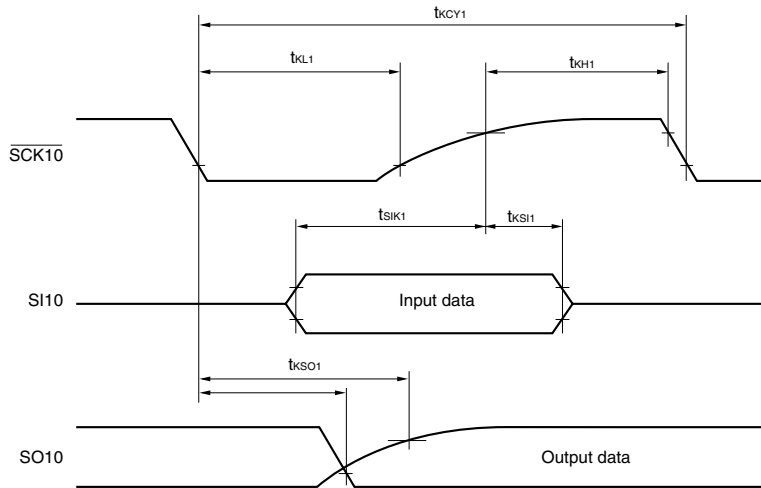 tKCY1
tKL1
tKH1
SCK10
tSIK1
tKSI1
SI10
Input data
tKSO1
SO10
Output data